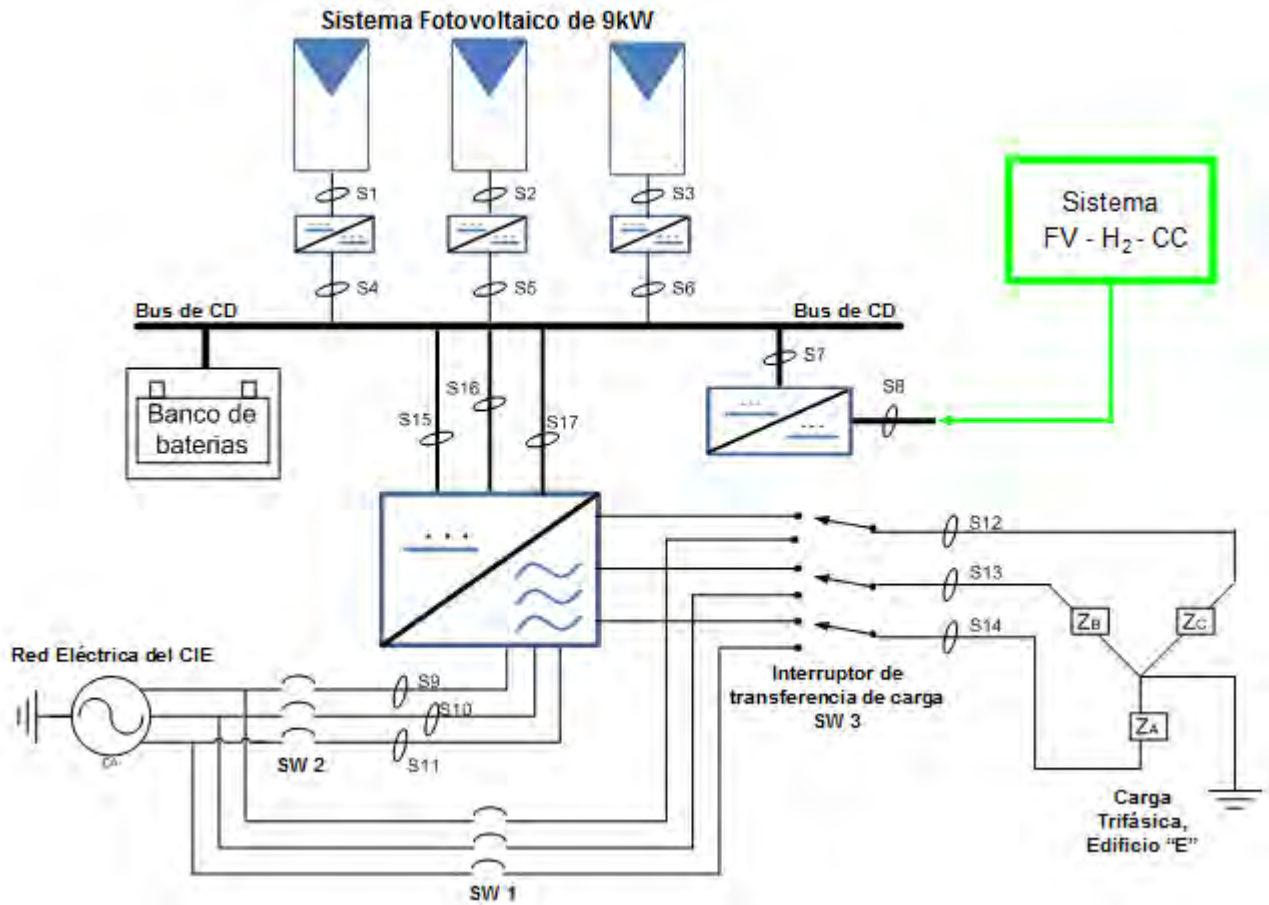 Sistema Fotovoltaico de 9kW
S1
S2
S3
S4
S5
S6
Sistema
FV - H₂ - CC
Bus de CD
Bus de CD
S7
S8
Banco de
baterias
S16
S15
S17
S12
S13
S14
ZB
ZC
ZA
Red Eléctrica del CIE
Interruptor de
transferencia de carga
SW 3
S9
S10
S11
SW 2
SW 1
Carga
Trifásica,
Edificio “E”